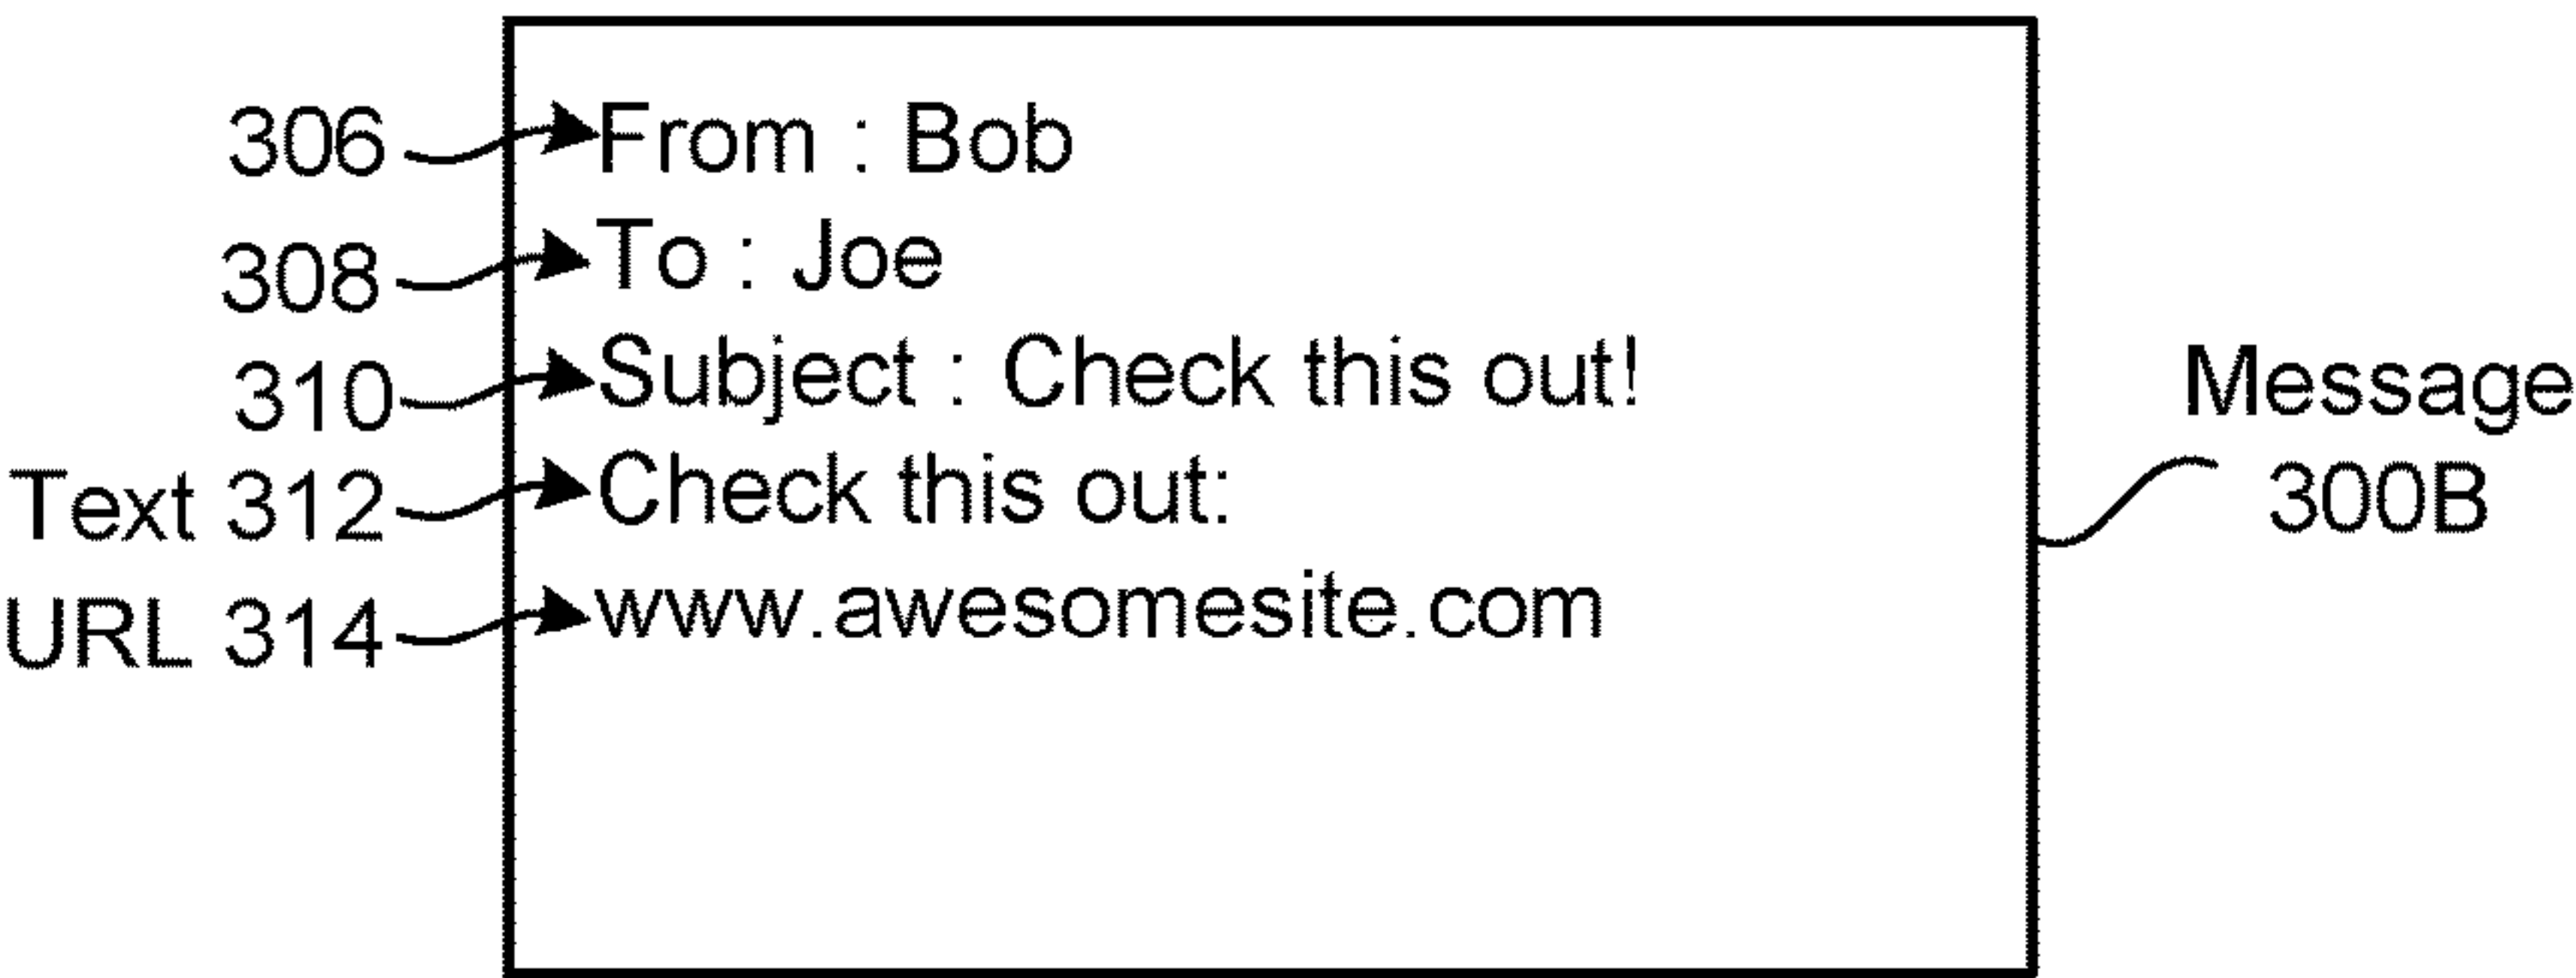 306 From : Bob
308 To : Joe
310 Subject : Check this out!
Text 312 Check this out:
URL 314 www.awesomesite.com
Message
300B